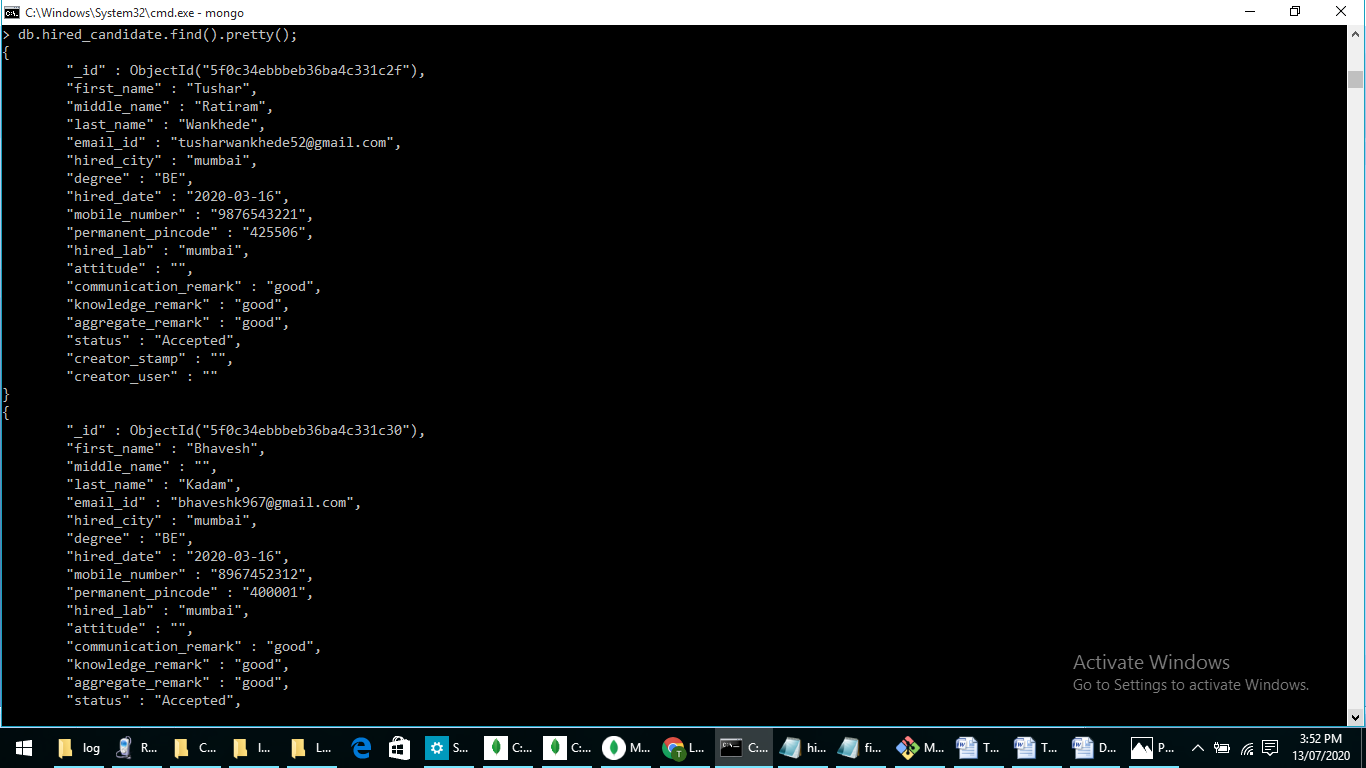 C:\Windows\System32\cmd.exe - mongo
> db.hired_candidate.find().pretty();
{
"_id" : ObjectId("5f0c34ebbbeb36ba4c331c2f"),
"first_name" : "Tushar",
"middle_name" : "Ratiram",
"last_name" : "Wankhede",
"email_id" : "tusharwankhede52@gmail.com",
"hired_city" : "mumbai",
"degree" : "BE",
"hired_date" : "2020-03-16",
"mobile_number" : "9876543221",
"permanent_pincode" : "425506",
"hired_lab" : "mumbai",
"attitude" : "",
"communication_remark" : "good",
"knowledge_remark" : "good",
"aggregate_remark" : "good",
"status" : "Accepted",
"creator_stamp" : "",
"creator_user" : ""
}
{
"_id" : ObjectId("5f0c34ebbbeb36ba4c331c30"),
"first_name" : "Bhavesh",
"middle_name" : "",
"last_name" : "Kadam",
"email_id" : "bhaveshk967@gmail.com",
"hired_city" : "mumbai",
"degree" : "BE",
"hired_date" : "2020-03-16",
"mobile_number" : "8967452312",
"permanent_pincode" : "400001",
"hired_lab" : "mumbai",
"attitude" : "",
"communication_remark" : "good",
"knowledge_remark" : "good",
"aggregate_remark" : "good",
"status" : "Accepted",
Activate Windows
Go to Settings to activate Windows.
log R... C... I... L... S... C:... C:... M... L... C:... hi... fi... M... T... T... D... P...
3:52 PM
13/07/2020